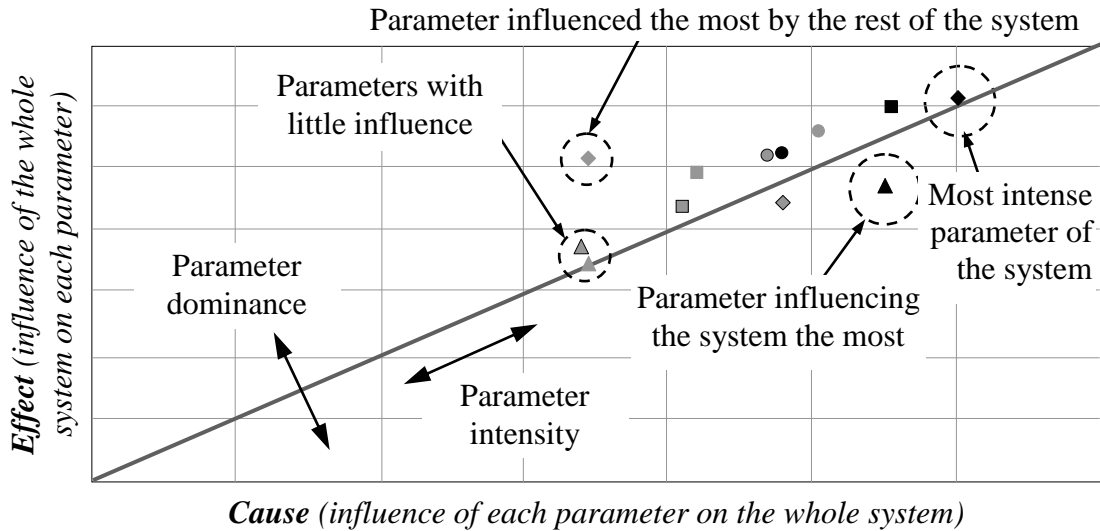 Parameter influenced the most by the rest of the system
Parameters with
little influence
Effect (influence of the whole
system on each parameter)
Parameter
dominance
Most intense
parameter of
the system
Parameter influencing
the system the most
Parameter
intensity
Cause (influence of each parameter on the whole system)